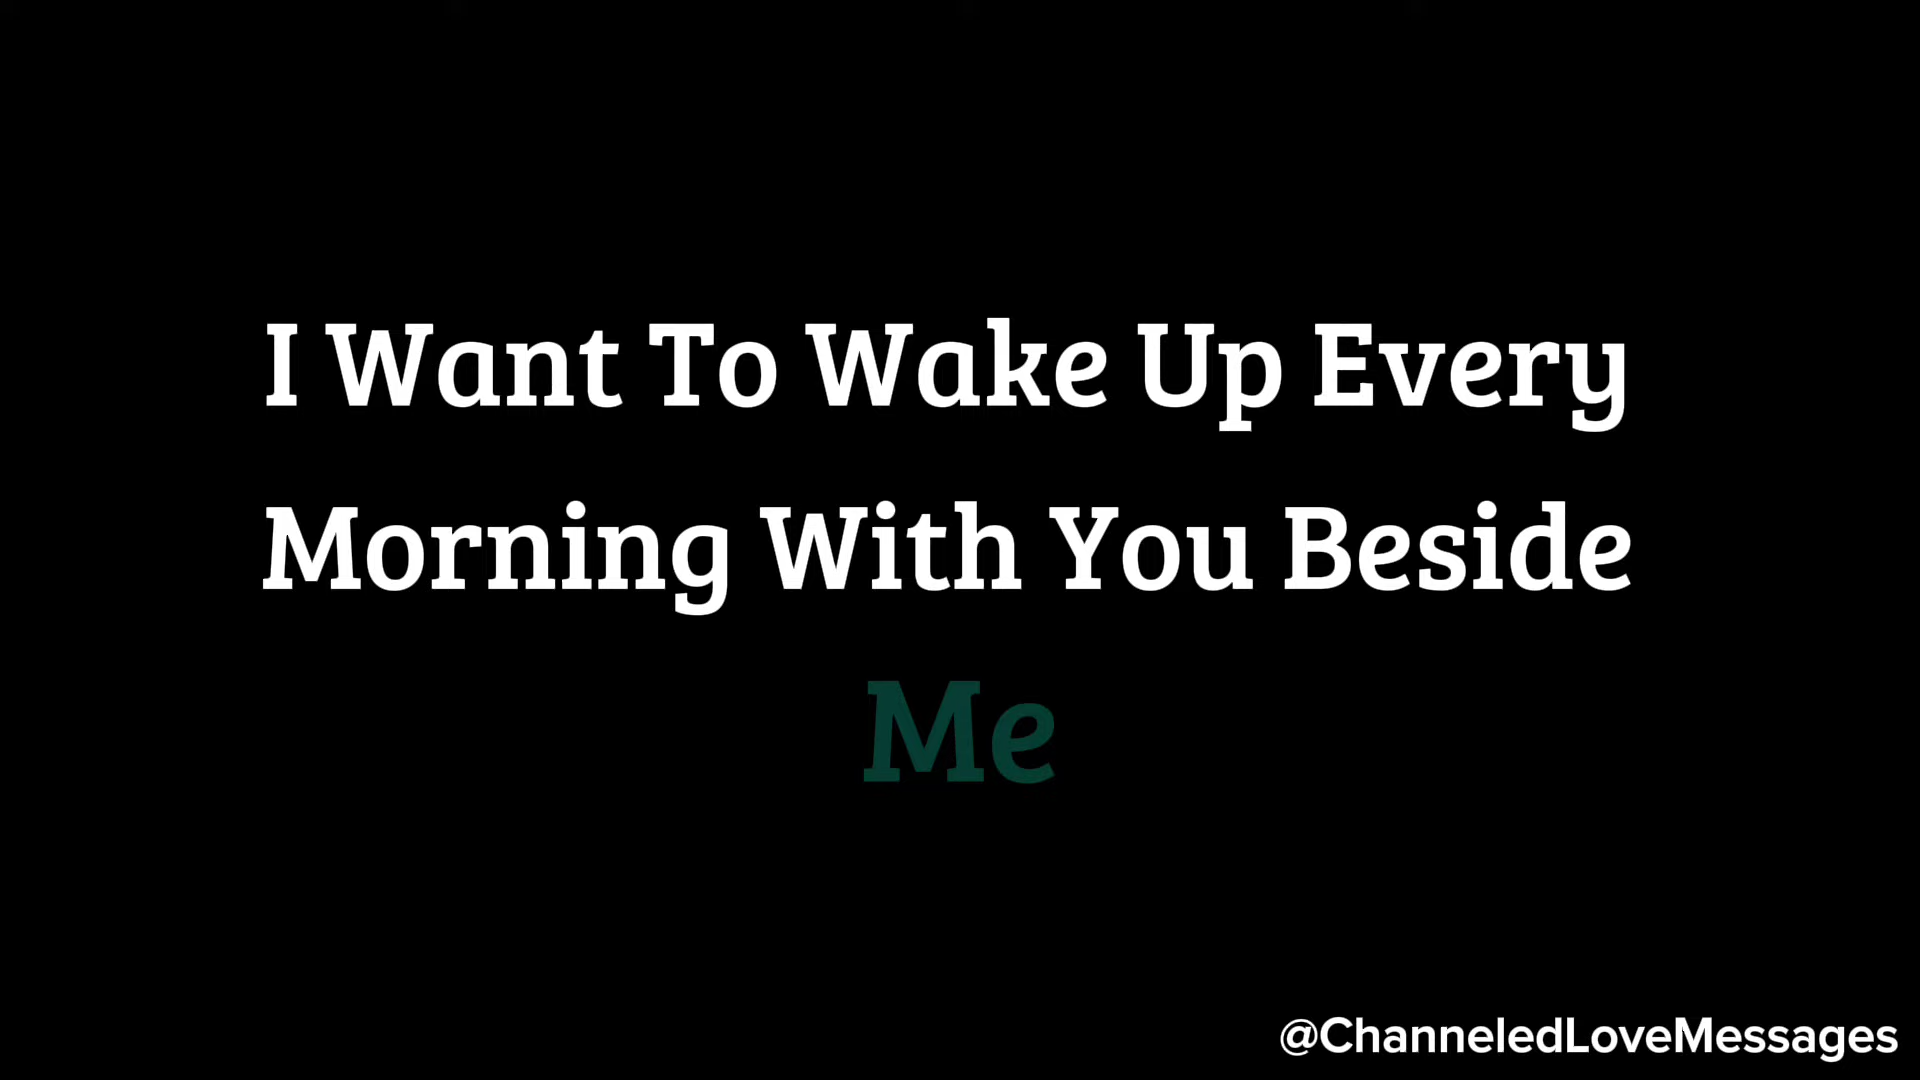 I Want To Wake Up Every
Morning With You Beside
Me
@ChanneledLoveMessages